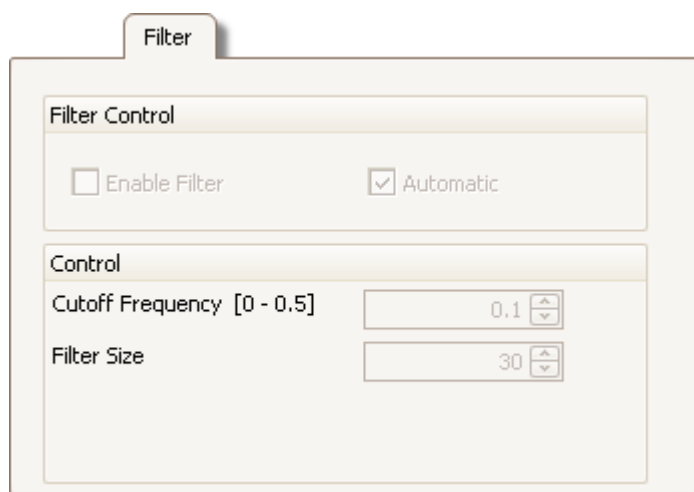 Filter
Filter Control
Enable Filter Automatic
Control
Cutoff Frequency [0 - 0.5] 0.1
Filter Size 30